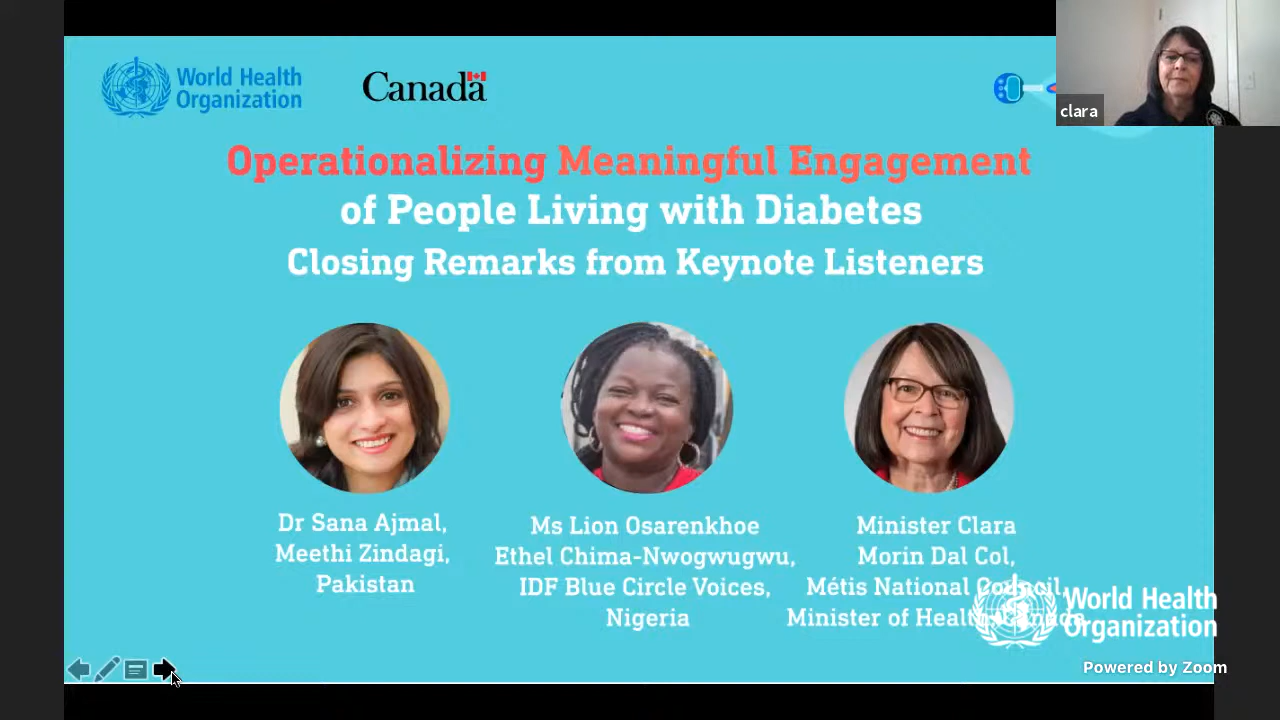 World Health
Organization
Canada
clara
Operationalizing Meaningful Engagement
of People Living with Diabetes
Closing Remarks from Keynote Listeners
Dr Sana Ajmal,
Meethi Zindagi,
Pakistan
Ms Lion Osarenkhoe
Ethel Chima-Nwogwugwu,
IDF Blue Circle Voices,
Nigeria
Minister Clara
Morin Dal Col,
Métis National Council,
Minister of Health, Canada
World Health
Organization
Powered by Zoom